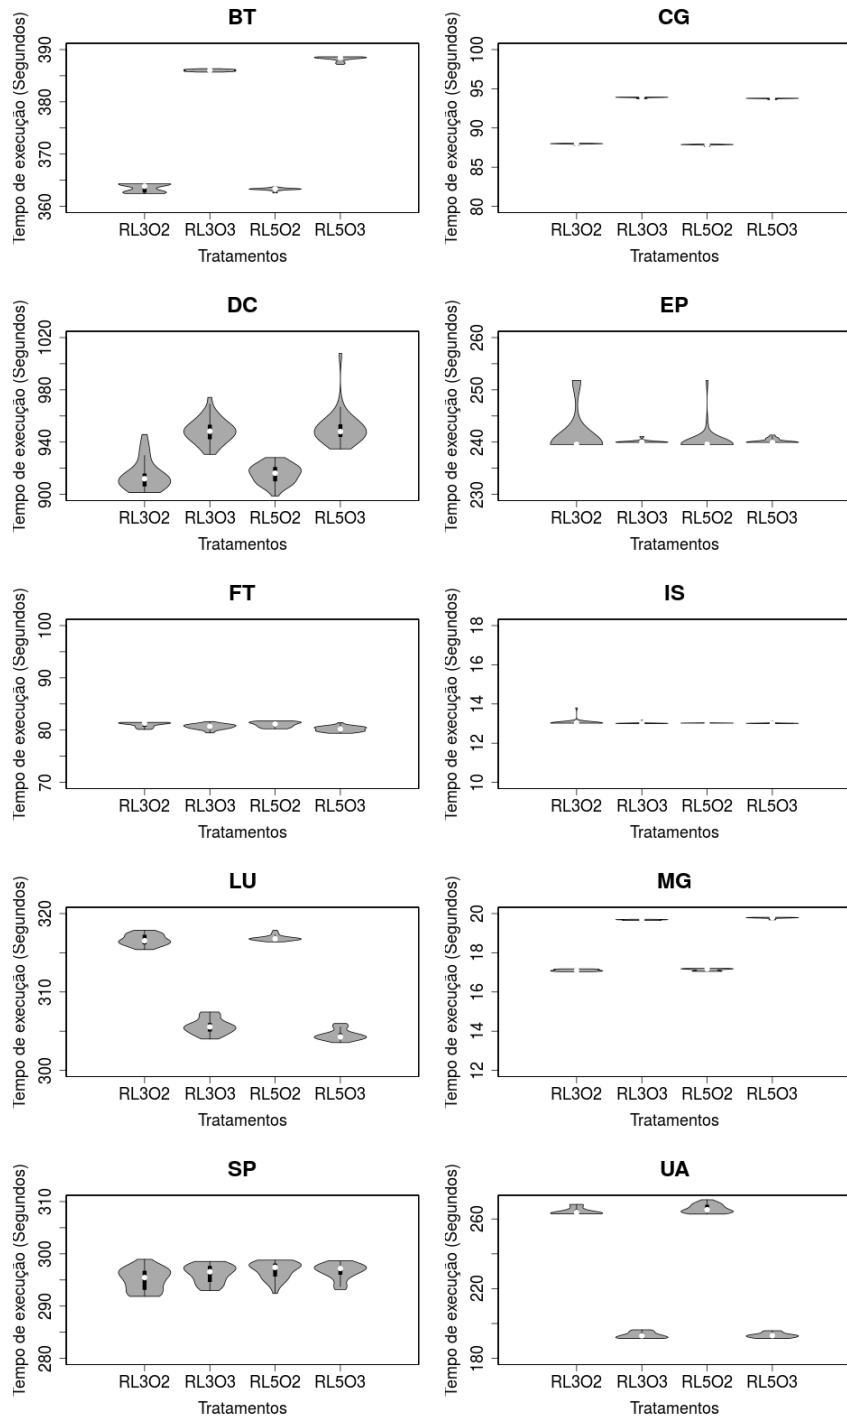 BT
Tempo de execução (Segundos)
360 370 380 390
RL3O2 RL3O3 RL5O2 RL5O3
Tratamentos
CG
Tempo de execução (Segundos)
80 85 90 95 100
RL3O2 RL3O3 RL5O2 RL5O3
Tratamentos
DC
Tempo de execução (Segundos)
900 940 980 1020
RL3O2 RL3O3 RL5O2 RL5O3
Tratamentos
EP
Tempo de execução (Segundos)
230 240 250 260
RL3O2 RL3O3 RL5O2 RL5O3
Tratamentos
FT
Tempo de execução (Segundos)
70 80 90 100
RL3O2 RL3O3 RL5O2 RL5O3
Tratamentos
IS
Tempo de execução (Segundos)
10 12 14 16 18
RL3O2 RL3O3 RL5O2 RL5O3
Tratamentos
LU
Tempo de execução (Segundos)
300 310 320
RL3O2 RL3O3 RL5O2 RL5O3
Tratamentos
MG
Tempo de execução (Segundos)
12 14 16 18 20
RL3O2 RL3O3 RL5O2 RL5O3
Tratamentos
SP
Tempo de execução (Segundos)
280 290 300 310
RL3O2 RL3O3 RL5O2 RL5O3
Tratamentos
UA
Tempo de execução (Segundos)
180 220 260
RL3O2 RL3O3 RL5O2 RL5O3
Tratamentos